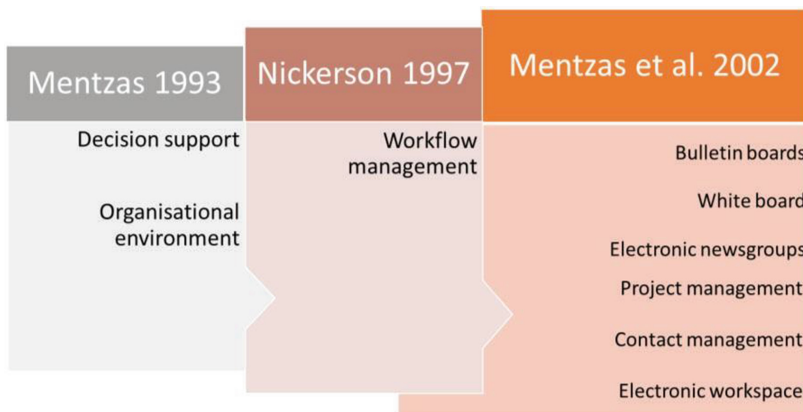 Mentzas 1993
Decision support
Organisational
environment
Nickerson 1997
Workflow
management
Mentzas et al. 2002
Bulletin boards
White board
Electronic newsgroups
Project management
Contact management
Electronic workspace